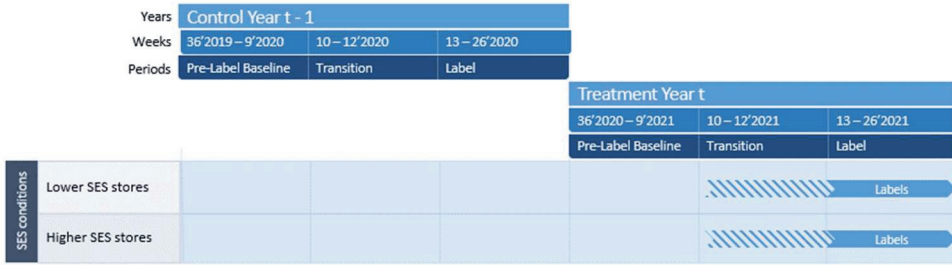 Years Control Year t - 1
Weeks 36'2019 – 9'2020 10 – 12'2020 13 – 26'2020
Periods Pre-Label Baseline Transition Label
Treatment Year t
36'2020 – 9'2021 10 – 12'2021 13 – 26'2021
Pre-Label Baseline Transition Label
SES conditions
Lower SES stores Labels
Higher SES stores Labels